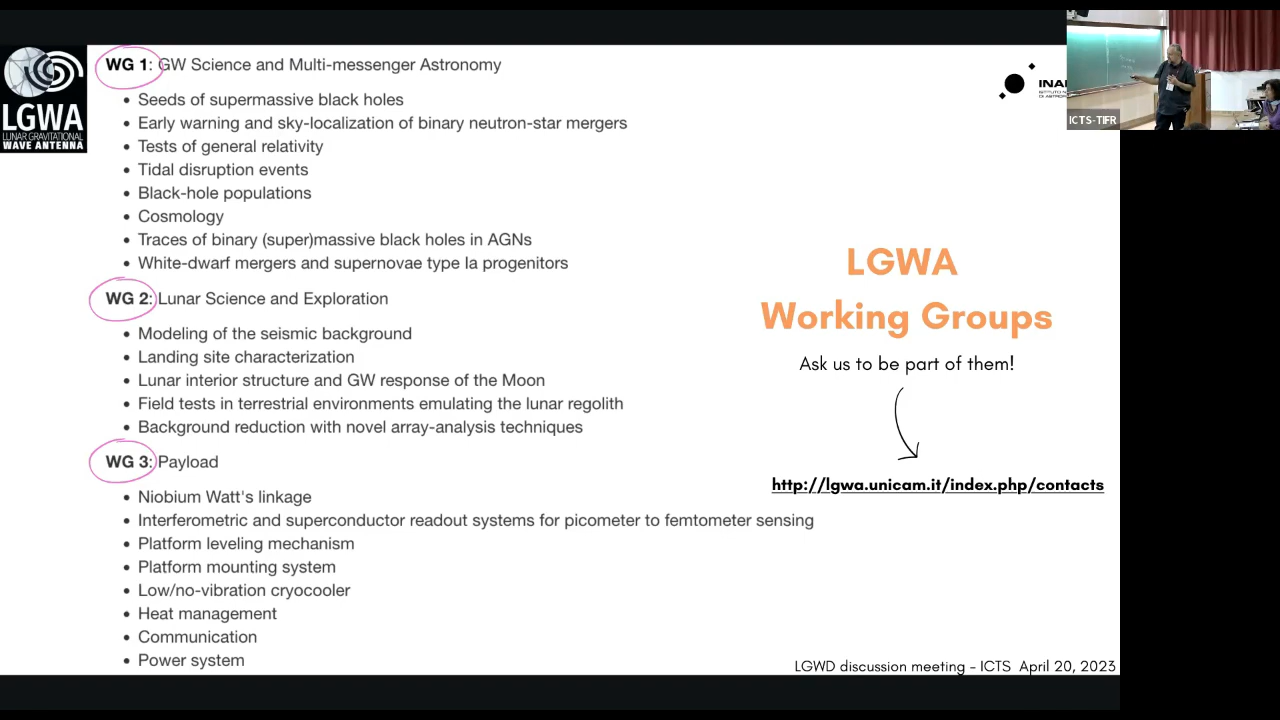 LGWA
LUNAR GRAVITATIONAL
WAVE ANTENNA
WG 1: GW Science and Multi-messenger Astronomy
• Seeds of supermassive black holes
• Early warning and sky-localization of binary neutron-star mergers
• Tests of general relativity
• Tidal disruption events
• Black-hole populations
• Cosmology
• Traces of binary (super)massive black holes in AGNs
• White-dwarf mergers and supernovae type Ia progenitors
WG 2: Lunar Science and Exploration
• Modeling of the seismic background
• Landing site characterization
• Lunar interior structure and GW response of the Moon
• Field tests in terrestrial environments emulating the lunar regolith
• Background reduction with novel array-analysis techniques
WG 3: Payload
• Niobium Watt's linkage
• Interferometric and superconductor readout systems for picometer to femtometer sensing
• Platform leveling mechanism
• Platform mounting system
• Low/no-vibration cryocooler
• Heat management
• Communication
• Power system
ICTS-TIFR
LGWA
Working Groups
Ask us to be part of them!
http://lgwa.unicam.it/index.php/contacts
LGWD discussion meeting - ICTS April 20, 2023